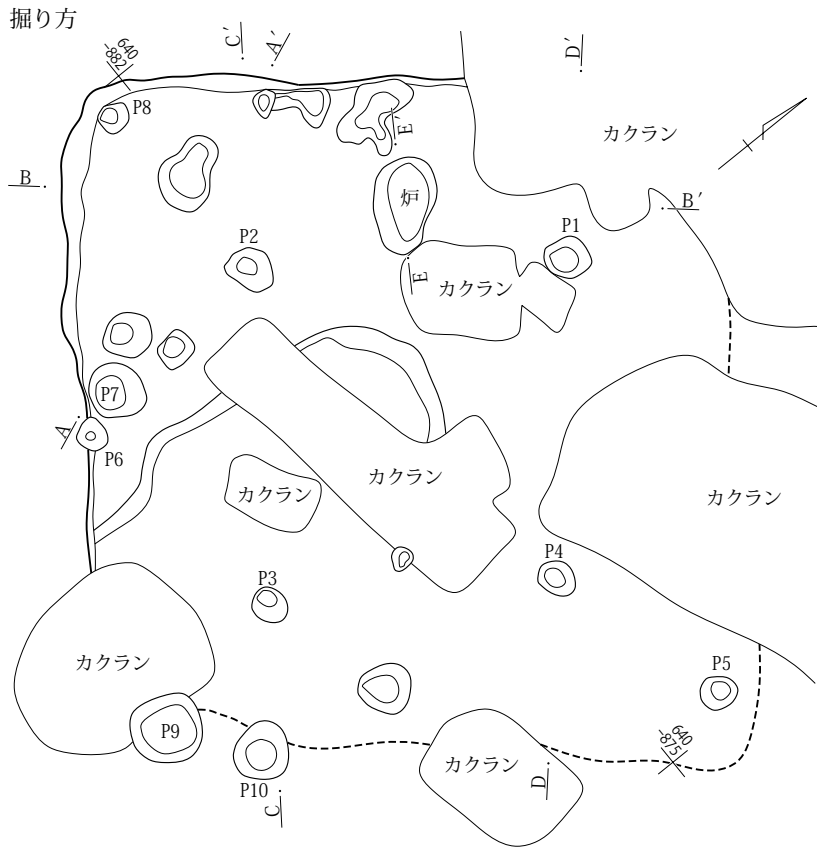 掘り方
C′
A′
D′
640
-882
P8
E′
カクラン
B
炉
B′
P1
P2
E
カクラン
P7
A
P6
カクラン
カクラン
カクラン
P4
P3
カクラン
P5
P9
640
-875
カクラン
D
P10
C